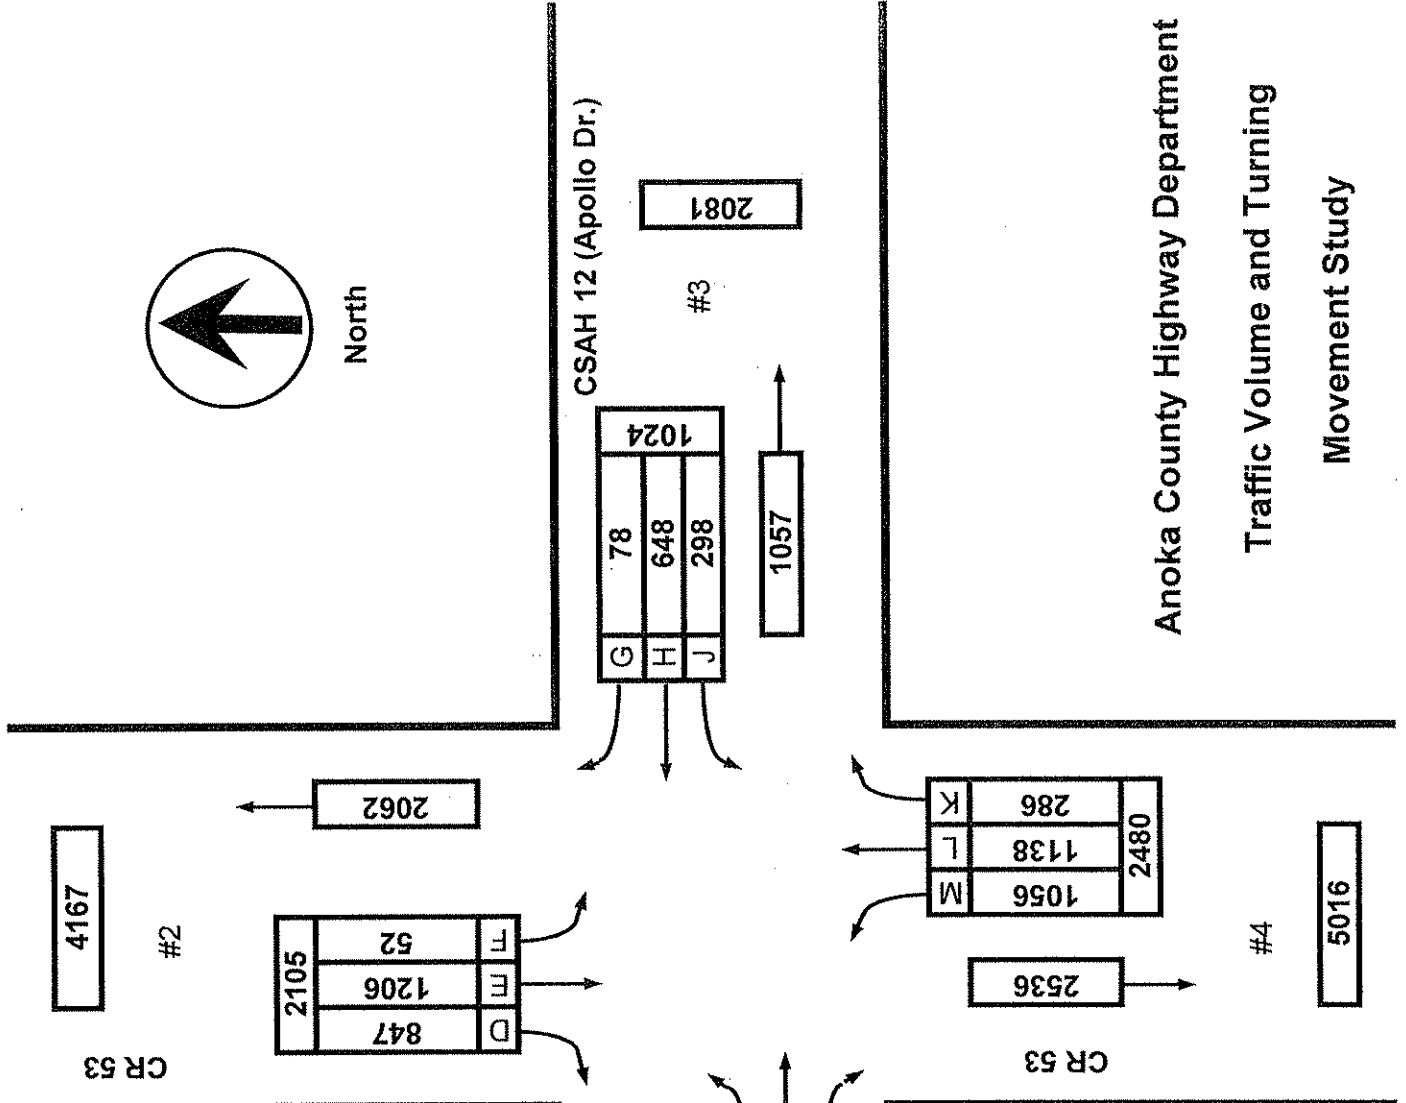 Anoka County Highway Department
Traffic Volume and Turning
Movement Study
North
CSAH 12 (Apollo Dr.)
CR 53
4167
#2
2062
2105
847
1206
52
D
E
F
1024
G
78
H
648
J
298
1057
#3
2081
K
L
M
286
1138
1056
2480
2536
#4
5016
CR 53